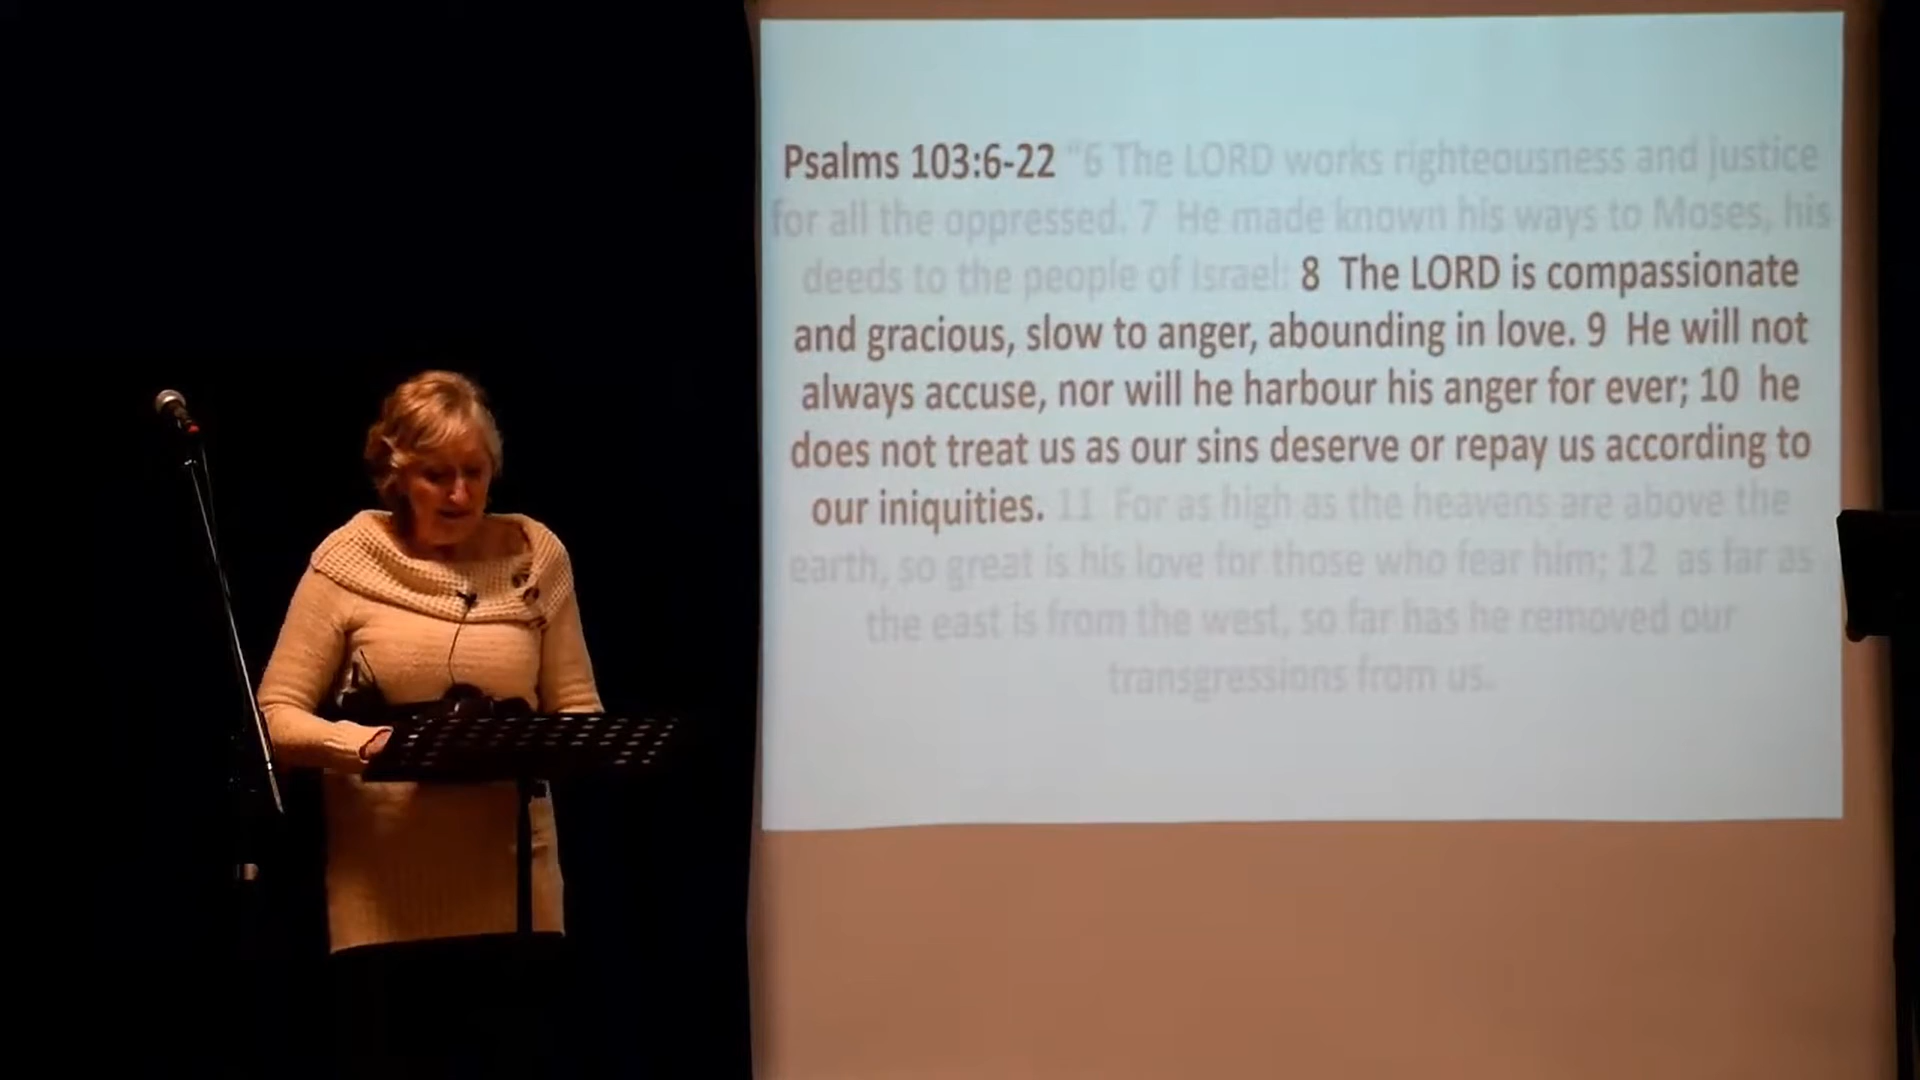 Psalms 103:6-22 "6 The LORD works righteousness and justice
for all the oppressed. 7 He made known his ways to Moses, his
deeds to the people of Israel: 8 The LORD is compassionate
and gracious, slow to anger, abounding in love. 9 He will not
always accuse, nor will he harbour his anger for ever; 10 he
does not treat us as our sins deserve or repay us according to
our iniquities. 11 For as high as the heavens are above the
earth, so great is his love for those who fear him; 12 as far as
the east is from the west, so far has he removed our
transgressions from us.